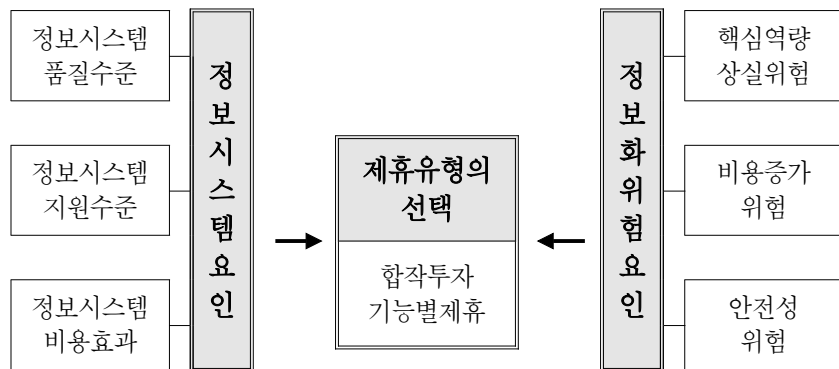 정보시스템
품질수준
정보시스템
지원수준
정보시스템
비용효과
정보시스템요인
제휴유형의
선택
합작투자
기능별제휴
정보화위험요인
핵심역량
상실위험
비용증가
위험
안전성
위험